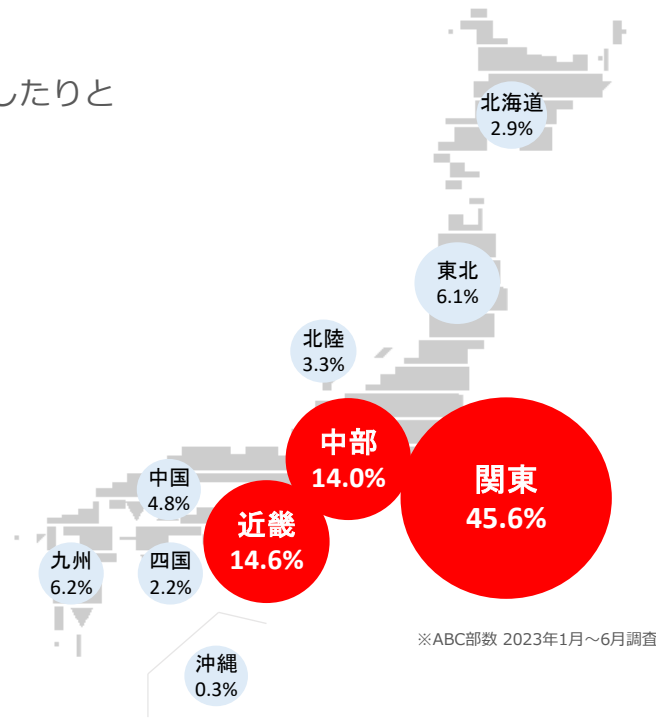 したりと
北海道
2.9%
東北
6.1%
北陸
3.3%
中部
14.0%
関東
45.6%
中国
4.8%
近畿
14.6%
九州
6.2%
四国
2.2%
※ABC部数 2023年1月～6月調査
沖縄
0.3%